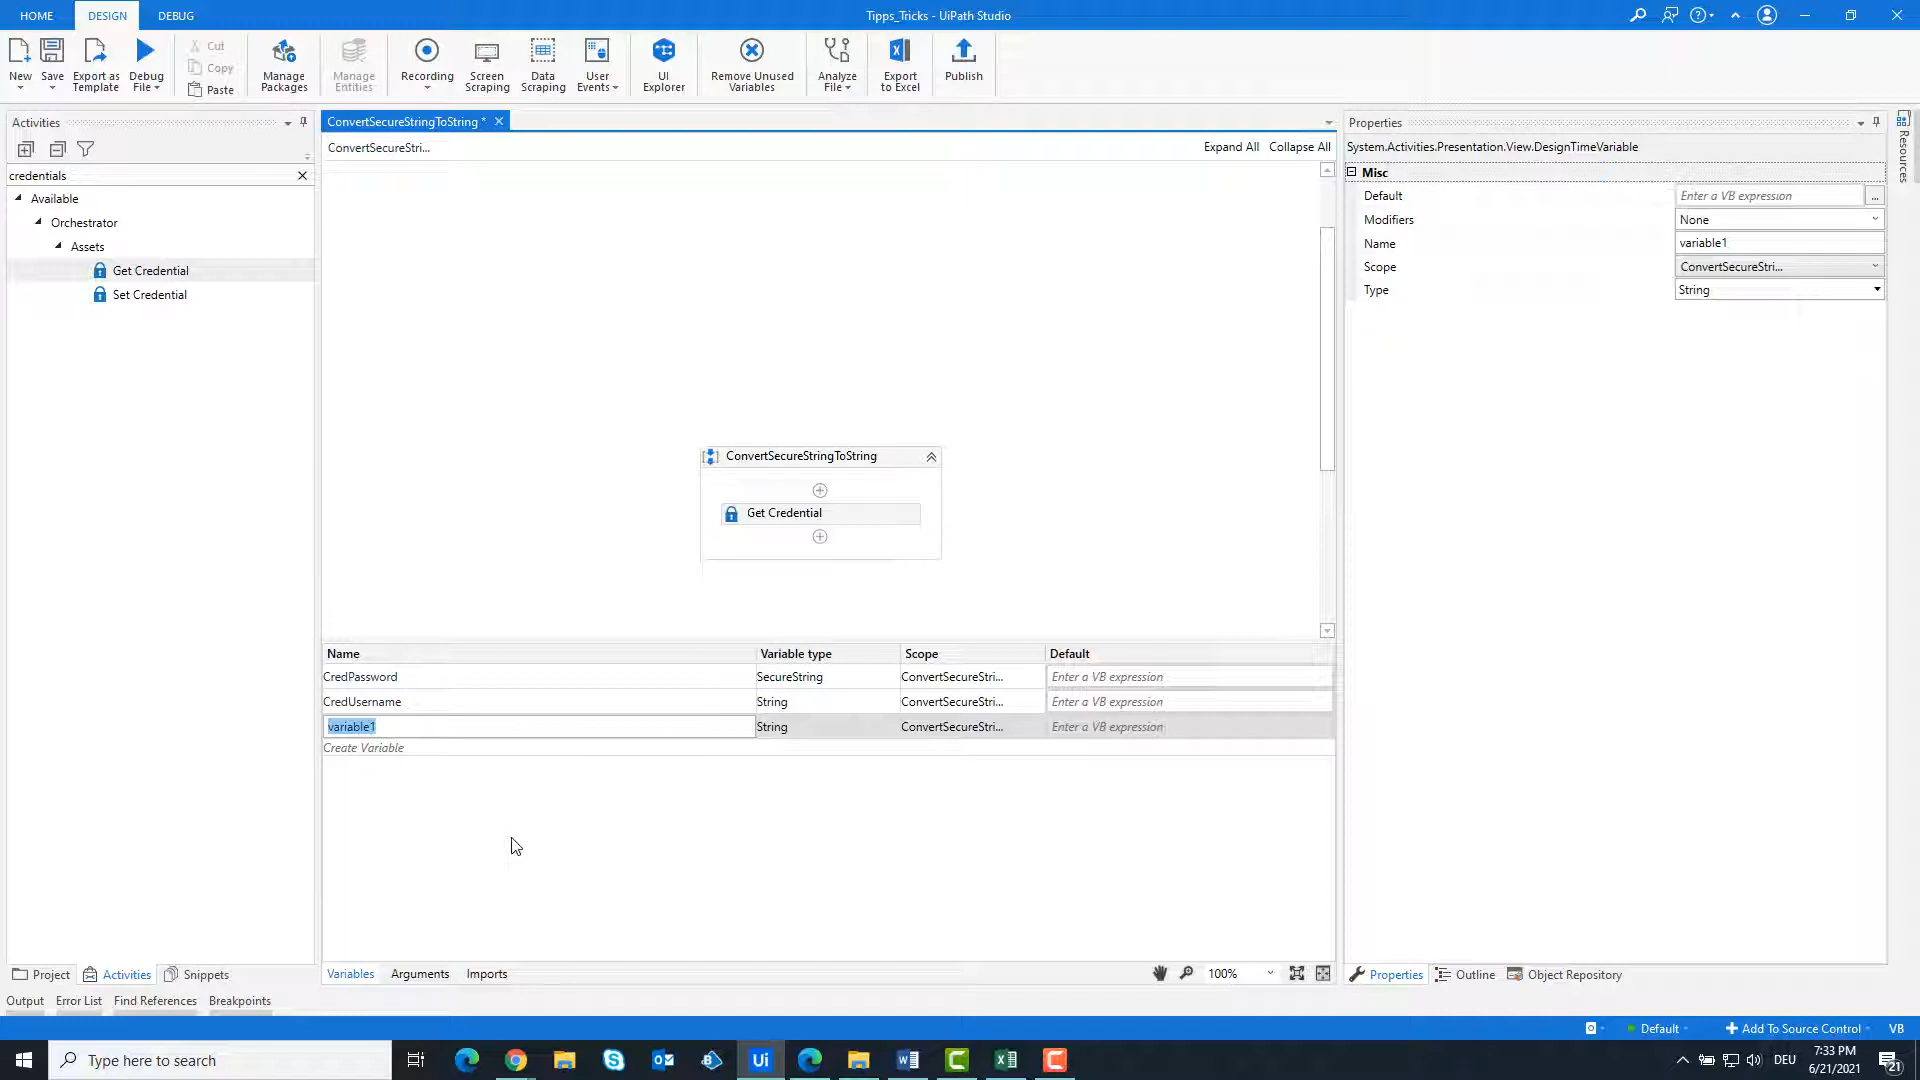 HOME DESIGN DEBUG Tipps_Tricks - UiPath Studio
New Save Export as Template Debug File Cut Copy Paste Manage Packages Manage Entities Recording Screen Scraping Data Scraping User Events UI Explorer Remove Unused Variables Analyze File Export to Excel Publish
Activities
credentials
Available
Orchestrator
Assets
Get Credential
Set Credential
ConvertSecureStringToString *
ConvertSecureStri... Expand All Collapse All
ConvertSecureStringToString
Get Credential
Name Variable type Scope Default
CredPassword SecureString ConvertSecureStri... Enter a VB expression
CredUsername String ConvertSecureStri... Enter a VB expression
variable1 String ConvertSecureStri... Enter a VB expression
Create Variable
Variables Arguments Imports 100%
Properties
System.Activities.Presentation.View.DesignTimeVariable
Misc
Default Enter a VB expression ...
Modifiers None
Name variable1
Scope ConvertSecureStri...
Type String
Resources
Project Activities Snippets
Properties Outline Object Repository
Output Error List Find References Breakpoints
Default Add To Source Control VB
Type here to search
Ui
DEU
7:33 PM
6/21/2021
21